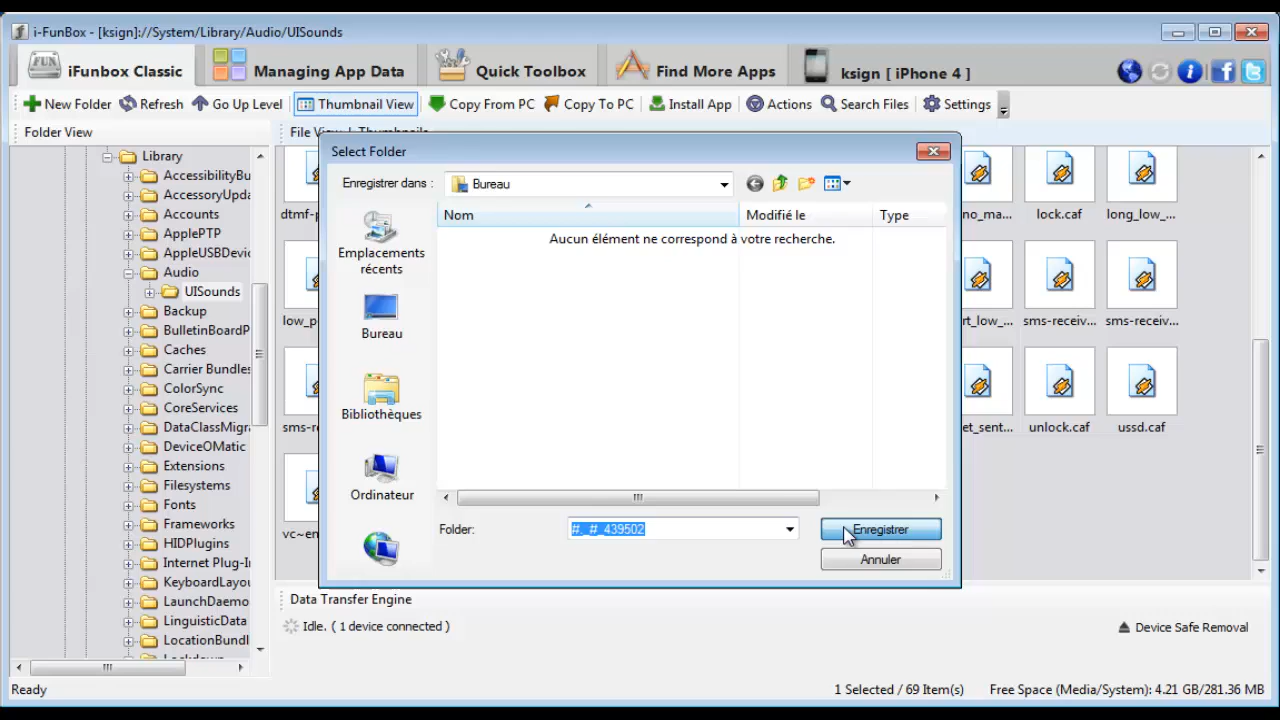 i-FunBox - [ksign]://System/Library/Audio/UISounds
FUN iFunbox Classic Managing App Data Quick Toolbox Find More Apps ksign [ iPhone 4 ]
New Folder Refresh Go Up Level Thumbnail View Copy From PC Copy To PC Install App Actions Search Files Settings
Folder View
Library
AccessibilityBu
AccessoryUpda
Accounts
ApplePTP
AppleUSBDevic
Audio
UISounds
Backup
BulletinBoardP
Caches
Carrier Bundles
ColorSync
CoreServices
DataClassMigr
DeviceOMatic
Extensions
Filesystems
Fonts
Frameworks
HIDPlugins
Internet Plug-I
KeyboardLayou
LaunchDaemo
LinguisticData
LocationBundl
Select Folder
Enregistrer dans : Bureau
Nom Modifié le Type
Aucun élément ne correspond à votre recherche.
Emplacements
récents
Bureau
Bibliothèques
Ordinateur
Folder: #._#_439502 Enregistrer
Annuler
dtmf-p no_ma... lock.caf long_low_...
low_p rt_low_... sms-receiv... sms-receiv...
sms-re et_sent... unlock.caf ussd.caf
vc~en
Data Transfer Engine
Idle. ( 1 device connected ) Device Safe Removal
Ready 1 Selected / 69 Item(s) Free Space (Media/System): 4.21 GB/281.36 MB